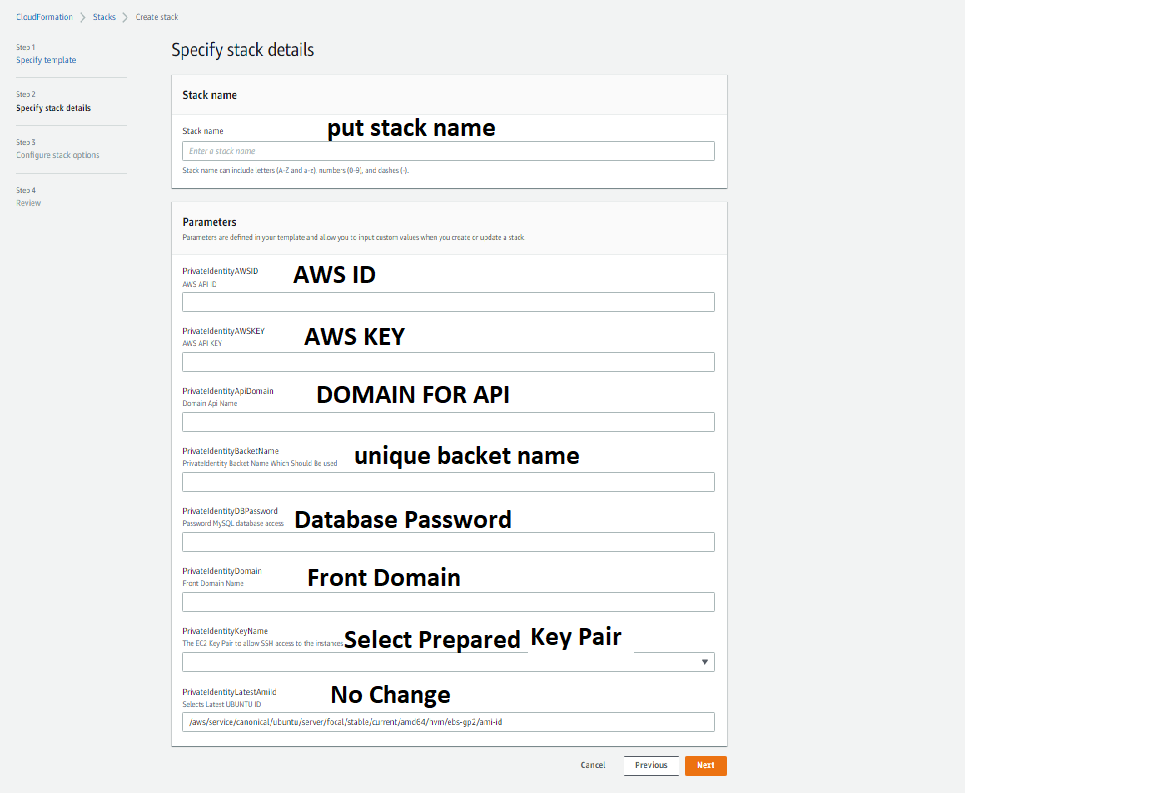 CloudFormation > Stacks > Create stack
Step 1
Specify template
Step 2
Specify stack details
Step 3
Configure stack options
Step 4
Review
Specify stack details
Stack name
Stack name
put stack name
Enter a stack name
Stack name can include letters (A-Z and a-z), numbers (0-9), and dashes (-).
Parameters
Parameters are defined in your template and allow you to input custom values when you create or update a stack.
PrivateIdentityAWSID
AWS ID
AWS API ID
PrivateIdentityAWSKEY
AWS KEY
AWS API KEY
PrivateIdentityApiDomain
DOMAIN FOR API
Domain Api Name
PrivateIdentityBacketName
unique backet name
PrivateIdentity Backet Name Which Should Be used
PrivateIdentityDBPassword
Database Password
Password MySQL database access
PrivateIdentityDomain
Front Domain
Front Domain Name
PrivateIdentityKeyName
Select Prepared Key Pair
The EC2 Key Pair to allow SSH access to the instances
PrivateIdentityLatestAmiId
No Change
Selects Latest UBUNTU ID
/aws/service/canonical/ubuntu/server/focal/stable/current/amd64/hvm/ebs-gp2/ami-id
Cancel Previous Next